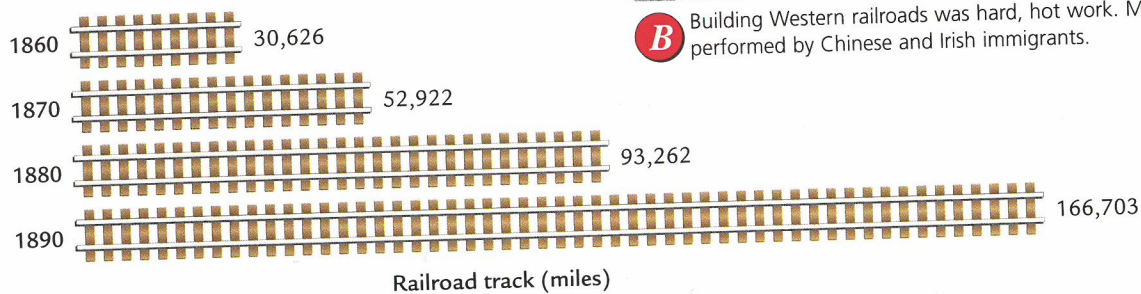 B Building Western railroads was hard, hot work.
performed by Chinese and Irish immigrants.
1860 30,626
1870 52,922
1880 93,262
1890 166,703
Railroad track (miles)